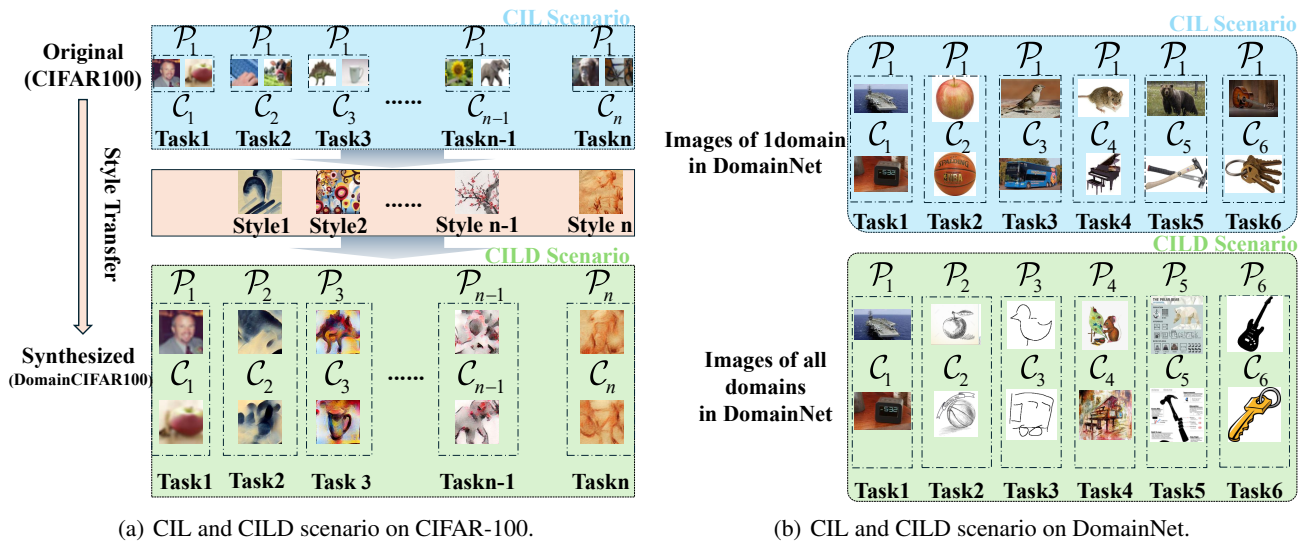 CIL Scenario
Original
(CIFAR100)
P₁ P₁ P₁ P₁ P₁
C₁ C₂ C₃ ...... Cₙ₋₁ Cₙ
Task1 Task2 Task3 Taskn-1 Taskn
Style Transfer
......
Style1 Style2 Style n-1 Style n
CILD Scenario
P₁ P₂ P₃ Pₙ₋₁ Pₙ
Synthesized
(DomainCIFAR100)
C₁ C₂ C₃ ...... Cₙ₋₁ Cₙ
Task1 Task2 Task 3 Taskn-1 Taskn
(a) CIL and CILD scenario on CIFAR-100.
CIL Scenario
P₁ P₁ P₁ P₁ P₁ P₁
Images of 1domain
in DomainNet
C₁ C₂ C₃ C₄ C₅ C₆
Task1 Task2 Task3 Task4 Task5 Task6
CILD Scenario
P₁ P₂ P₃ P₄ P₅ P₆
Images of all
domains
in DomainNet
C₁ C₂ C₃ C₄ C₅ C₆
Task1 Task2 Task3 Task4 Task5 Task6
(b) CIL and CILD scenario on DomainNet.